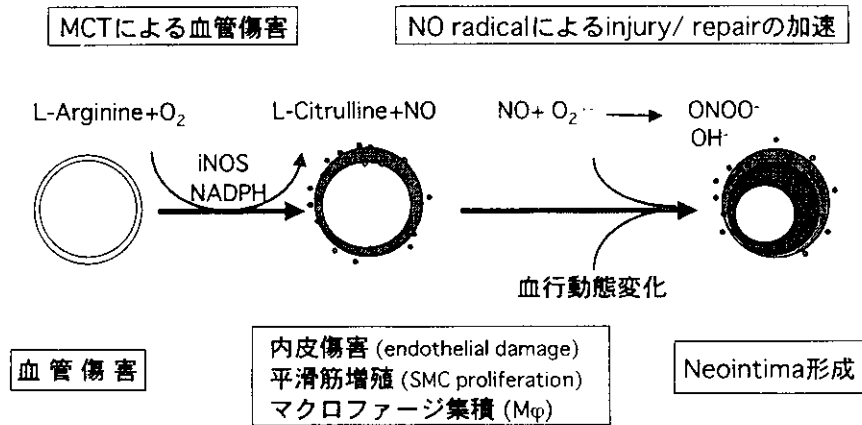 MCTによる血管傷害
NO radicalによるinjury/ repairの加速
L-Arginine+O₂
L-Citrulline+NO
NO+ O₂⁻・
ONOO⁻
OH⁻
iNOS
NADPH
血行動態変化
血管傷害
内皮傷害 (endothelial damage)
平滑筋増殖 (SMC proliferation)
マクロファージ集積 (Mφ)
Neointima形成